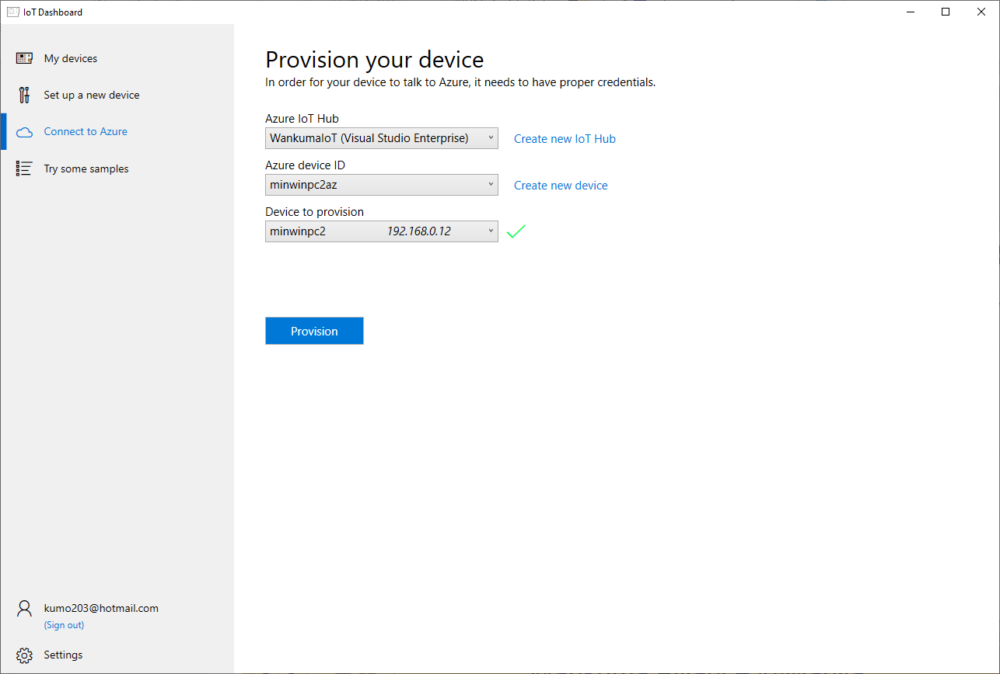 IoT Dashboard
My devices
Set up a new device
Connect to Azure
Try some samples
kumo203@hotmail.com
(Sign out)
Settings
Provision your device
In order for your device to talk to Azure, it needs to have proper credentials.
Azure IoT Hub
WankumaIoT (Visual Studio Enterprise) Create new IoT Hub
Azure device ID
minwinpc2az Create new device
Device to provision
minwinpc2 192.168.0.12
Provision